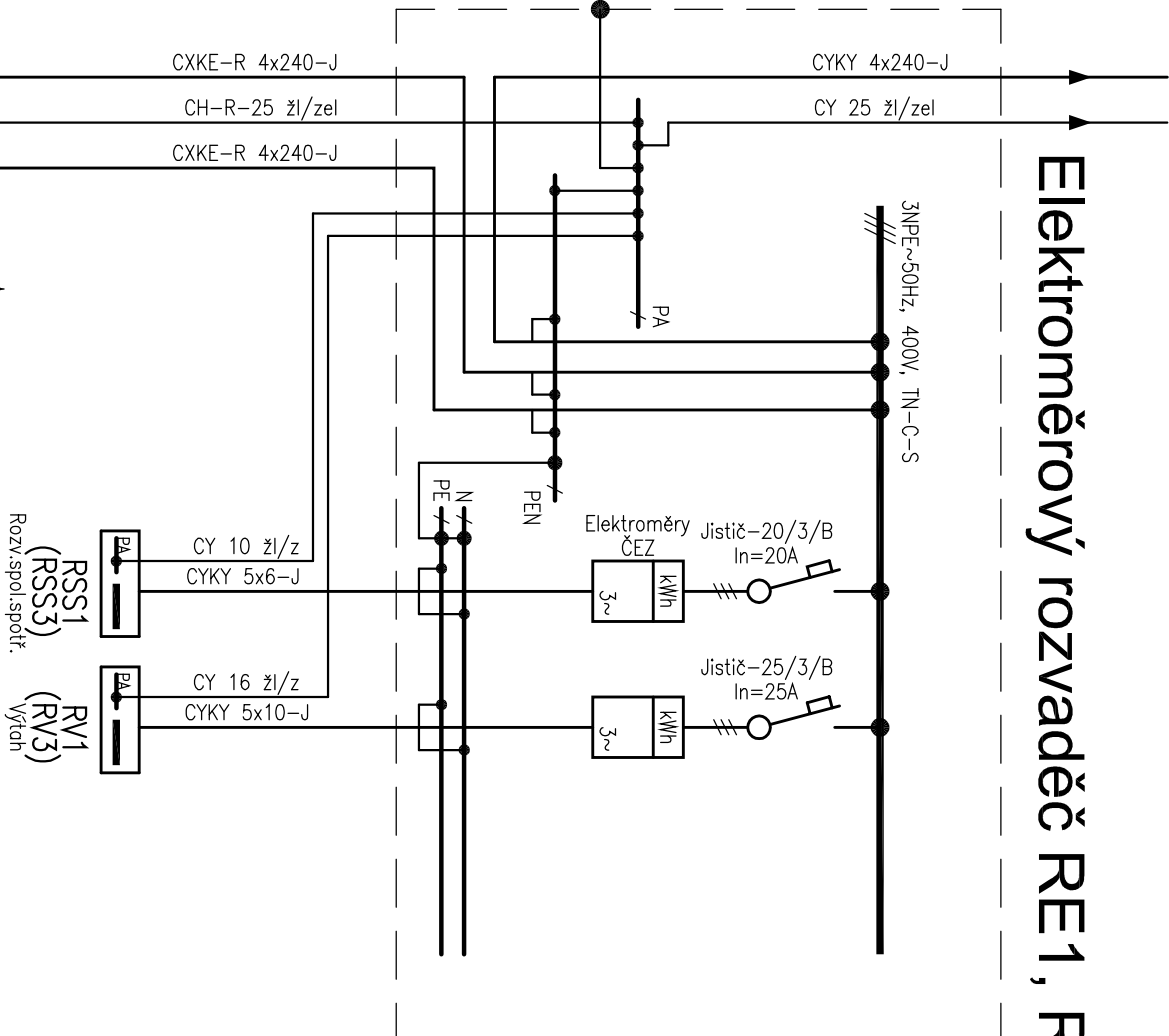 CXKE-R 4x240-J
CH-R-25 žl/zel
CXKE-R 4x240-J
CYKY 4x240-J
CY 25 žl/zel
Elektroměrový rozvaděč RE1, R
3NPE~50Hz, 400V, TN-C-S
PA
PEN
N
PE
Elektroměry
ČEZ
Jistič-20/3/B
In=20A
kWh
3~
CY 10 žl/z
CYKY 5x6-J
PA
RSS1
(RSS3)
Rozv.spol.spotř.
Jistič-25/3/B
In=25A
kWh
3~
CY 16 žl/z
CYKY 5x10-J
PA
RV1
(RV3)
Výtah